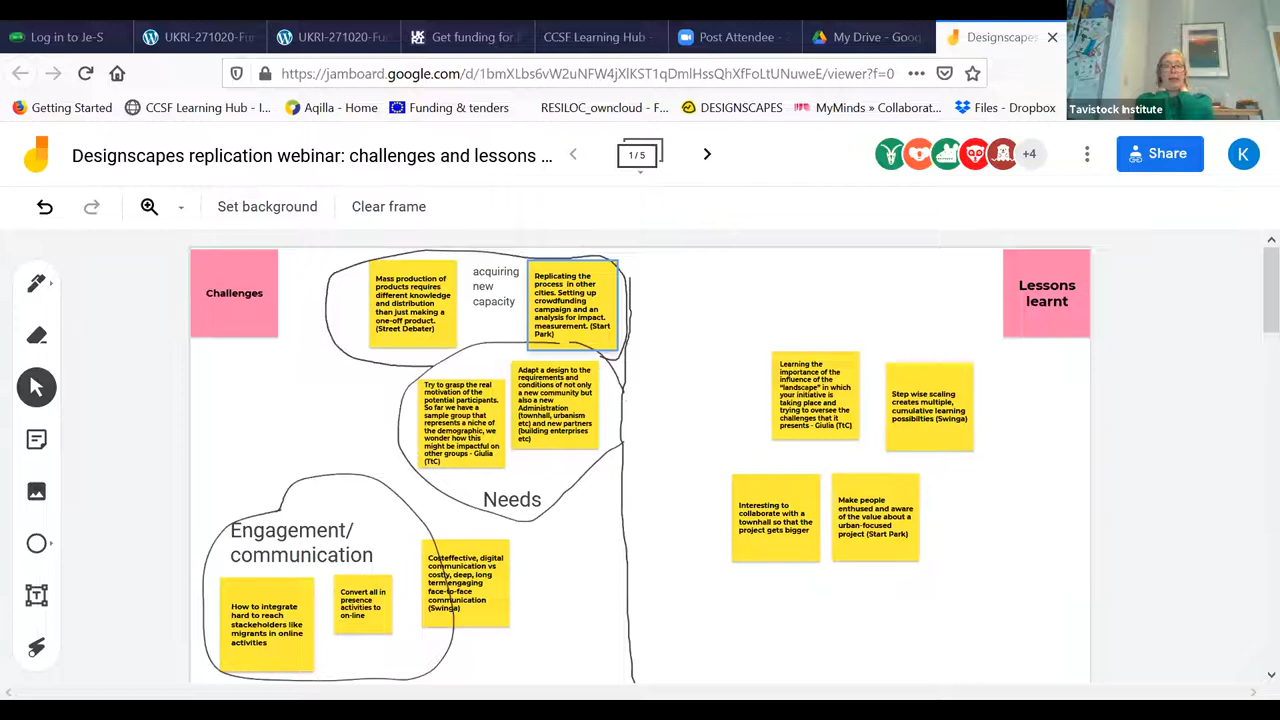 Log in to Je-S
UKRI-271020-Fu
UKRI-271020-Fu
Get funding for
CCSF Learning Hub -
Post Attendee -
My Drive - Goog
Designscapes
https://jamboard.google.com/d/1bmXLbs6vW2uNFW4jXlKST1qDmlHssQhXfFoLtUNuweE/viewer?f=0
Getting Started
CCSF Learning Hub - I...
Aqilla - Home
Funding & tenders
RESILOC_owncloud - F...
DESIGNSCAPES
MyMinds » Collaborat...
Files - Dropbox
Tavistock Institute
Designscapes replication webinar: challenges and lessons ...
1/5
+4
Share
K
Set background
Clear frame
Challenges
Mass production of
products requires
different knowledge
and distribution
than just making a
one-off product.
(Street Debater)
acquiring
new
capacity
Replicating the
process in other
cities. Setting up
crowdfunding
campaign and an
analysis for impact.
measurement. (Start
Park)
Try to grasp the real
motivation of the
potential participants.
So far we have a
sample group that
represents a niche of
the demographic, we
wonder how this
might be impactful on
other groups - Giulia
(TtC)
Adapt a design to the
requirements and
conditions of not only
a new community but
also a new
Administration
(townhall, urbanism
etc) and new partners
(building enterprises
etc)
Needs
Engagement/
communication
How to integrate
hard to reach
stackeholders like
migrants in online
activities
Convert all in
presence
activities to
on-line
Costeffective, digital
communication vs
costly, deep, long
term engaging
face-to-face
communication
(Swinga)
Lessons
learnt
Learning the
importance of the
influence of the
"landscape" in which
your initiative is
taking place and
trying to oversee the
challenges that it
presents - Giulia (TtC)
Step wise scaling
creates multiple,
cumulative learning
possibilties (Swinga)
Interesting to
collaborate with a
townhall so that the
project gets bigger
Make people
enthused and aware
of the value about a
urban-focused
project (Start Park)